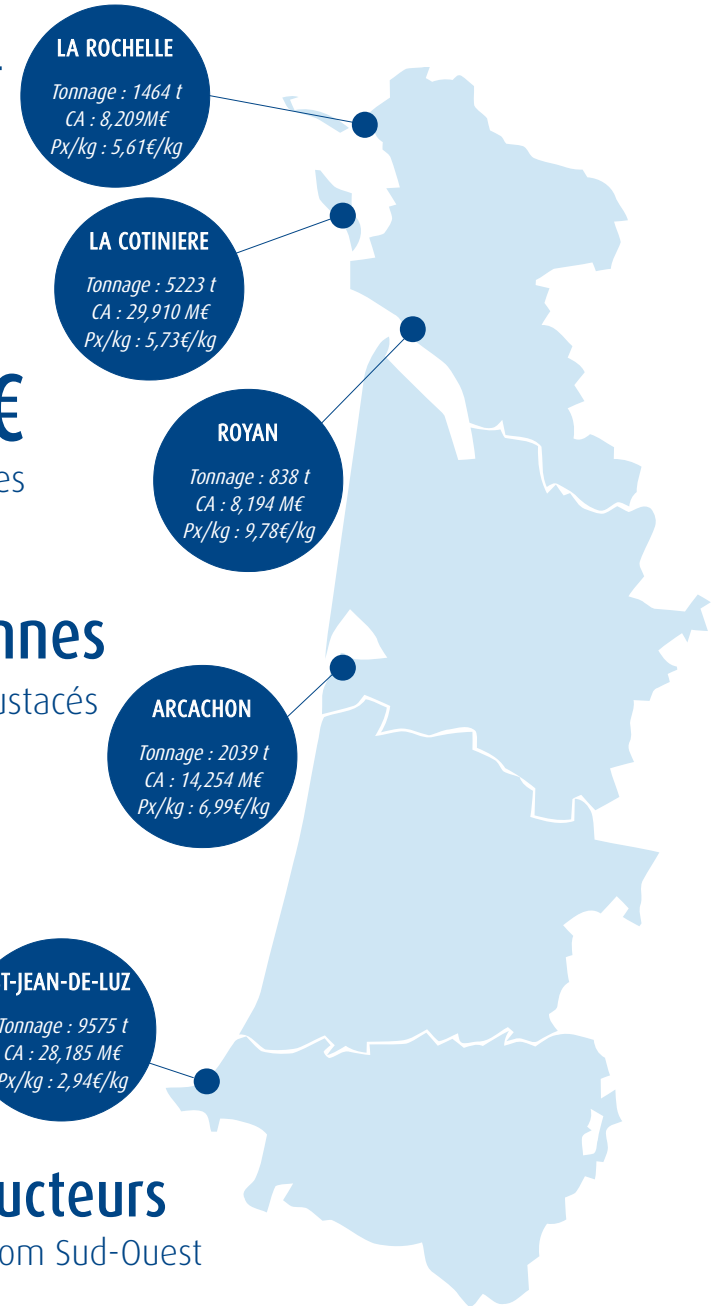 LA ROCHELLE
Tonnage : 1464 t
CA : 8,209M€
Px/kg : 5,61€/kg
LA COTINIERE
Tonnage : 5223 t
CA : 29,910 M€
Px/kg : 5,73€/kg
€
ROYAN
Tonnage : 838 t
CA : 8,194 M€
Px/kg : 9,78€/kg
ARCACHON
Tonnage : 2039 t
CA : 14,254 M€
Px/kg : 6,99€/kg
T-JEAN-DE-LUZ
Tonnage : 9575 t
CA : 28,185 M€
Px/kg : 2,94€/kg
ucteurs
om Sud-Ouest